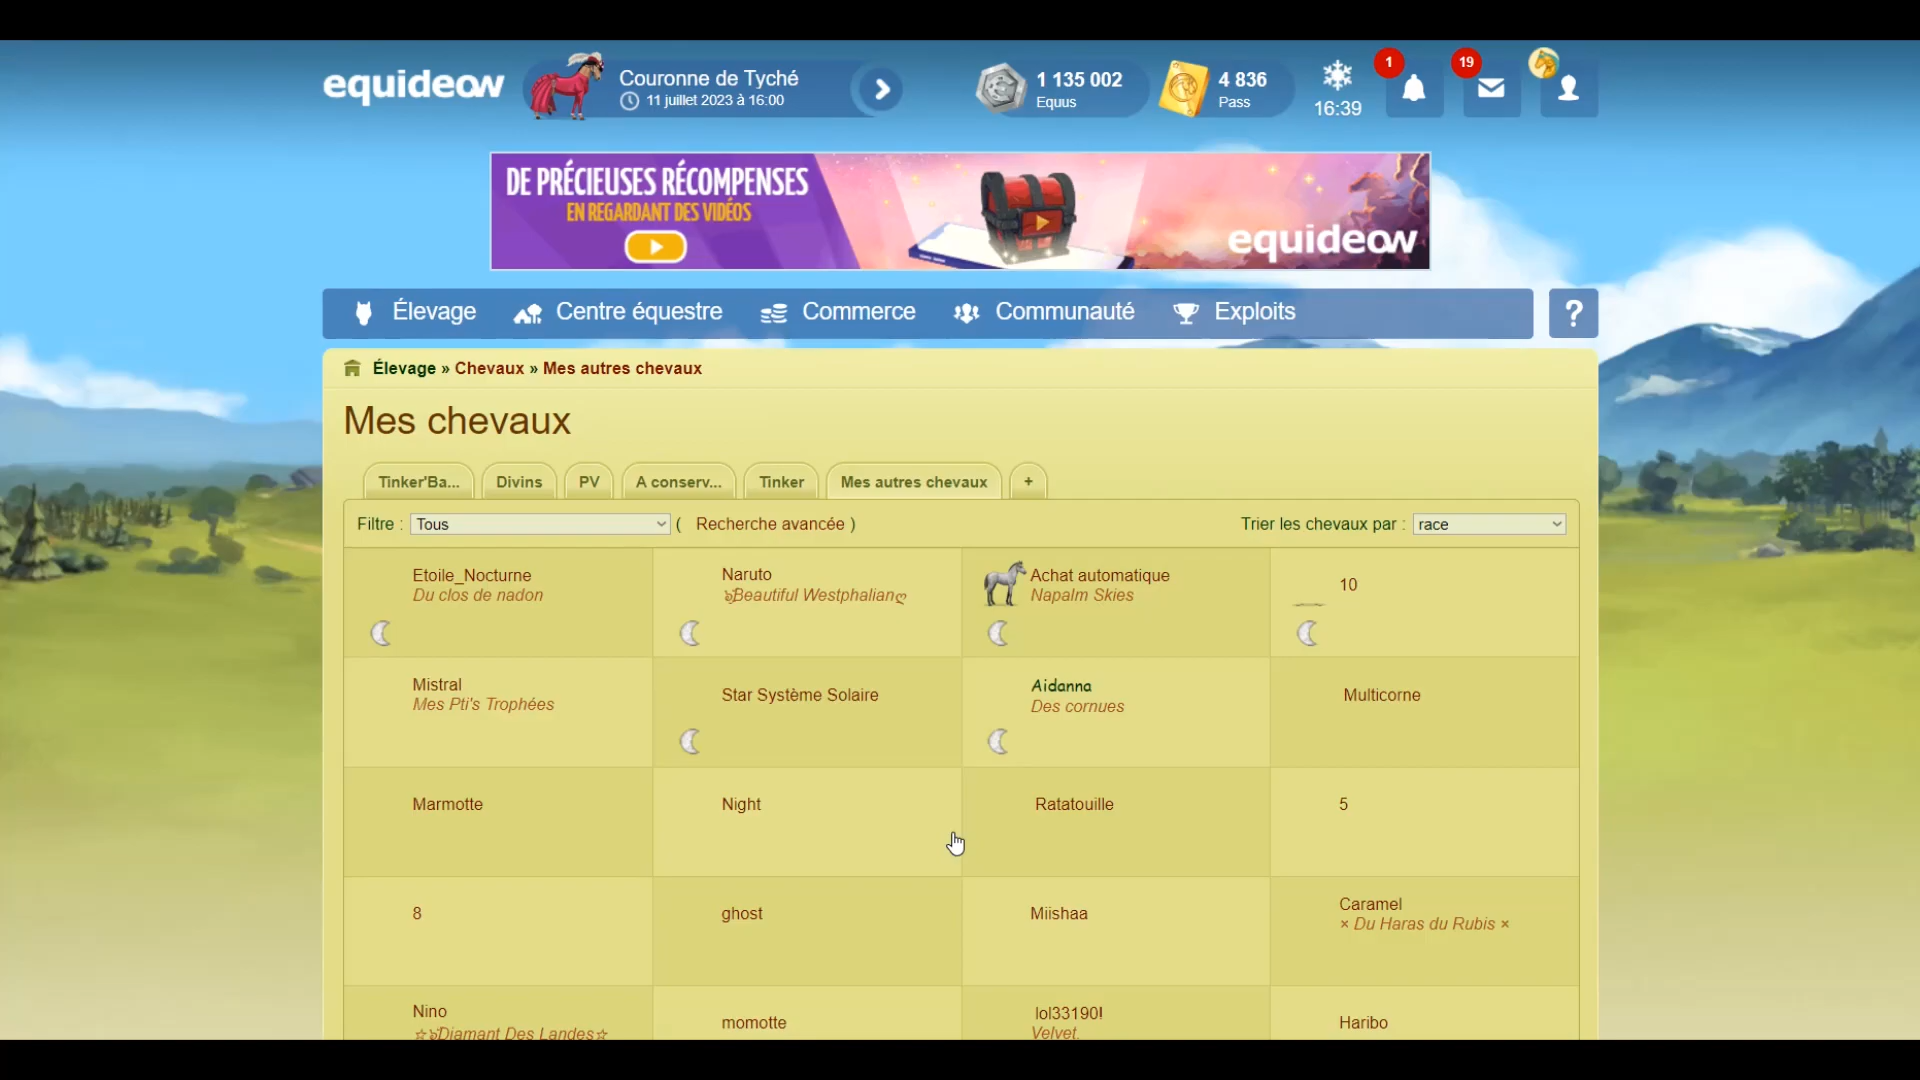 equideow
Couronne de Tyché
11 juillet 2023 à 16:00
1 135 002
Equus
4 836
Pass
16:39
1
19
DE PRÉCIEUSES RÉCOMPENSES
EN REGARDANT DES VIDÉOS
equideow
Élevage
Centre équestre
Commerce
Communauté
Exploits
?
Élevage » Chevaux » Mes autres chevaux
Mes chevaux
Tinker'Ba...
Divins
PV
A conserv...
Tinker
Mes autres chevaux
+
Filtre : Tous ( Recherche avancée )
Trier les chevaux par : race
Etoile_Nocturne
Du clos de nadon
Naruto
ঌBeautiful Westphalianღ
Achat automatique
Napalm Skies
10
Mistral
Mes Pti's Trophées
Star Système Solaire
Aidanna
Des cornues
Multicorne
Marmotte
Night
Ratatouille
5
8
ghost
Miishaa
Caramel
× Du Haras du Rubis ×
Nino
☆ঌDiamant Des Landes☆
momotte
lol33190!
Velvet.
Haribo